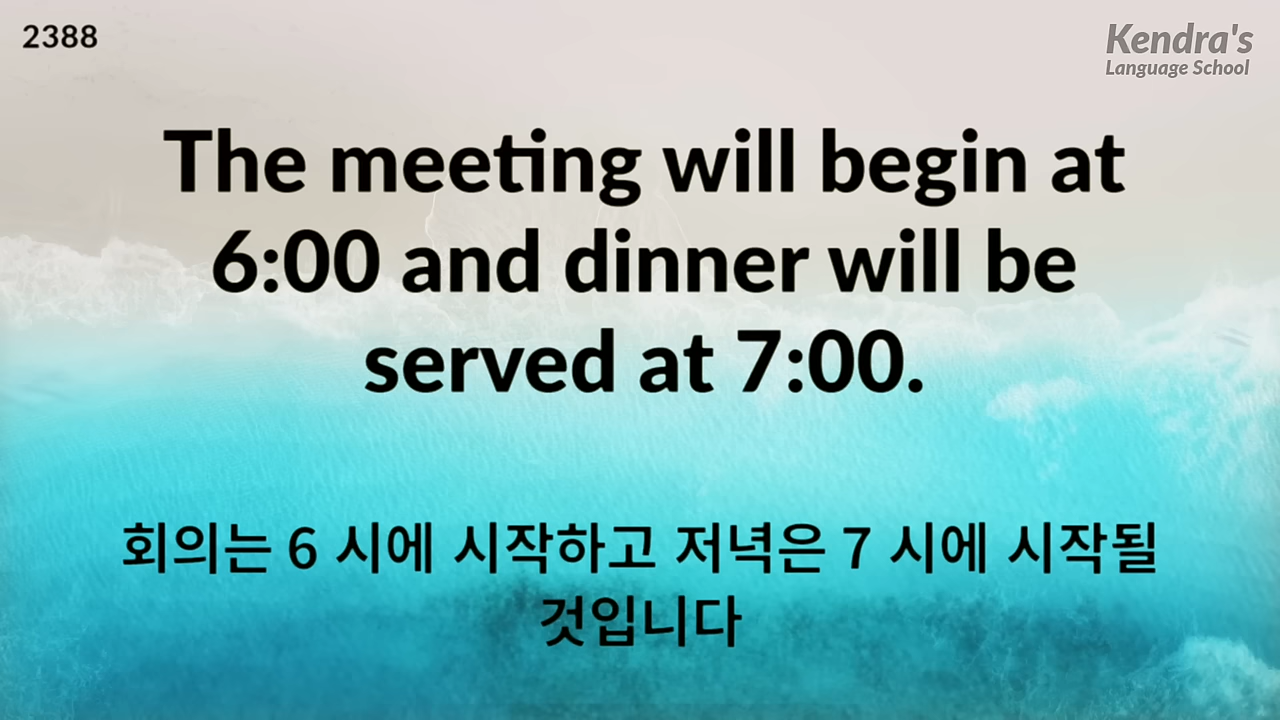 2388
Kendra's
Language School
The meeting will begin at
6:00 and dinner will be
served at 7:00.
회의는 6 시에 시작하고 저녁은 7 시에 시작될
것입니다